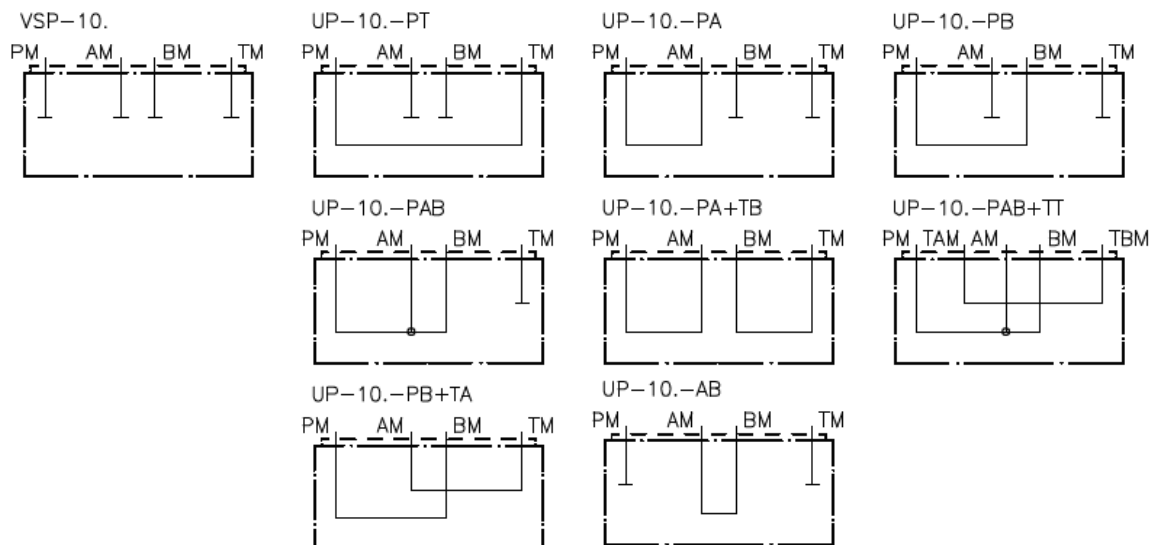 VSP-10. UP-10.-PT UP-10.-PA UP-10.-PB
PM AM BM TM PM AM BM TM PM AM BM TM PM AM BM TM
UP-10.-PAB UP-10.-PA+TB UP-10.-PAB+TT
PM AM BM TM PM AM BM TM PM TAM AM BM TBM
UP-10.-PB+TA UP-10.-AB
PM AM BM TM PM AM BM TM